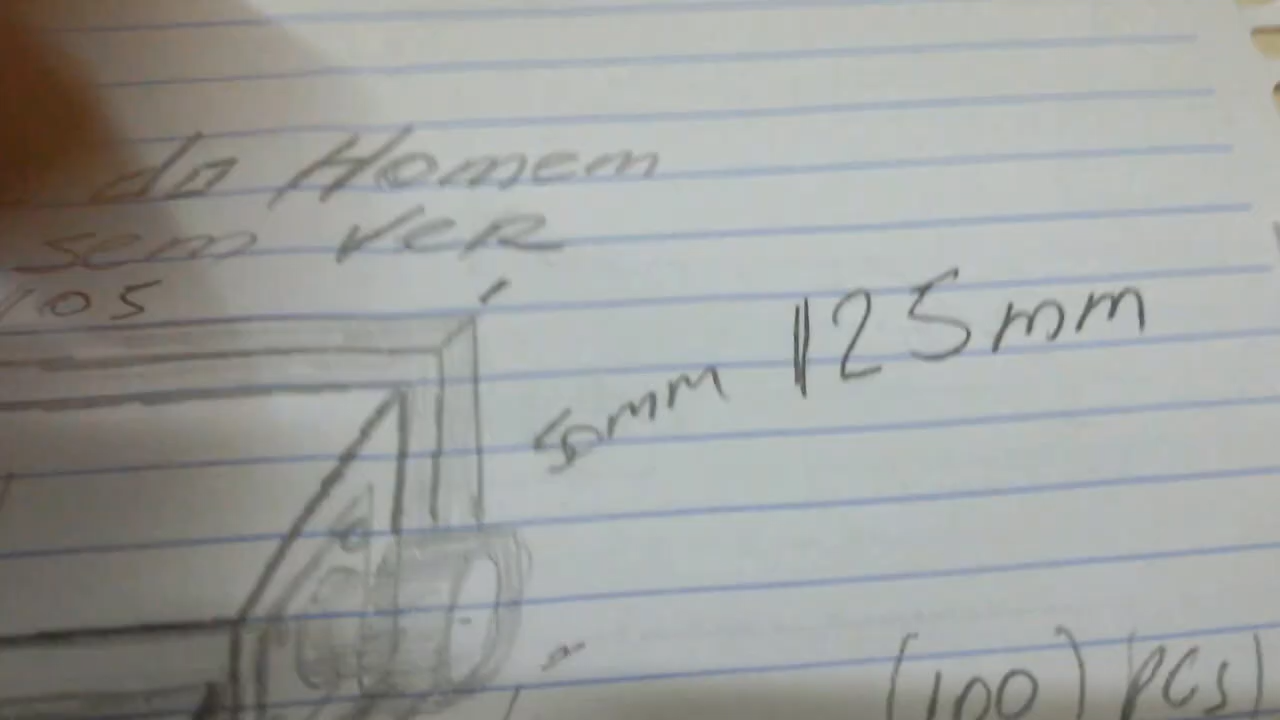 do Homem
sem ver
105
125mm
5mm
(100) pcs)